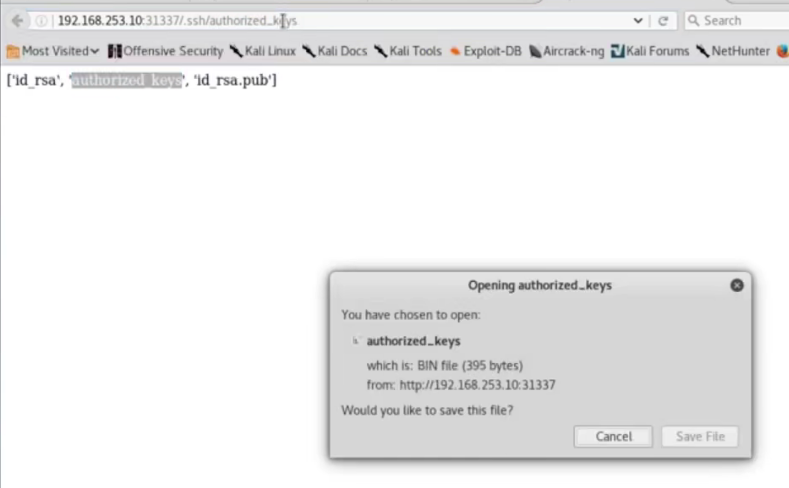 192.168.253.10:31337/.ssh/authorized_keys
Search
Most Visited Offensive Security Kali Linux Kali Docs Kali Tools Exploit-DB Aircrack-ng Kali Forums NetHunter
['id_rsa', 'authorized_keys', 'id_rsa.pub']
Opening authorized_keys
You have chosen to open:
authorized_keys
which is: BIN file (395 bytes)
from: http://192.168.253.10:31337
Would you like to save this file?
Cancel Save File